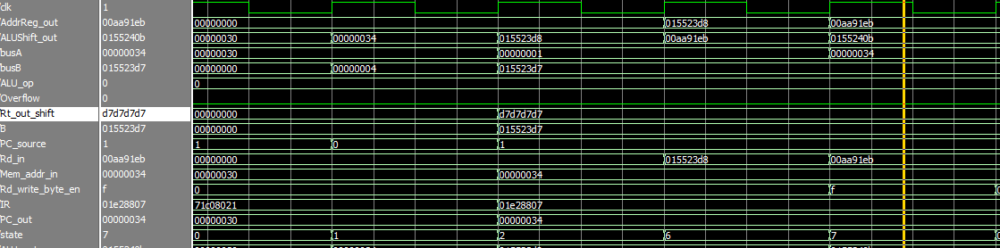 /clk 1
/AddrReg_out 00aa91eb 00000000 015523d8 00aa91eb
/ALUShift_out 0155240b 00000030 00000034 015523d8 00aa91eb 0155240b
/busA 00000034 00000030 00000001 00000034
/busB 015523d7 00000000 00000004 015523d7
/ALU_op 0 0
/Overflow 0
/Rt_out_shift d7d7d7d7 00000000 d7d7d7d7
/B 015523d7 00000000 015523d7
/PC_source 1 1 0 1
/Rd_in 00aa91eb 00000000 015523d8 00aa91eb
/Mem_addr_in 00000034 00000030 00000034
/Rd_write_byte_en f 0 f
/IR 01e28807 71c08021 01e28807
/PC_out 00000034 00000030 00000034
/state 7 0 1 2 6 7